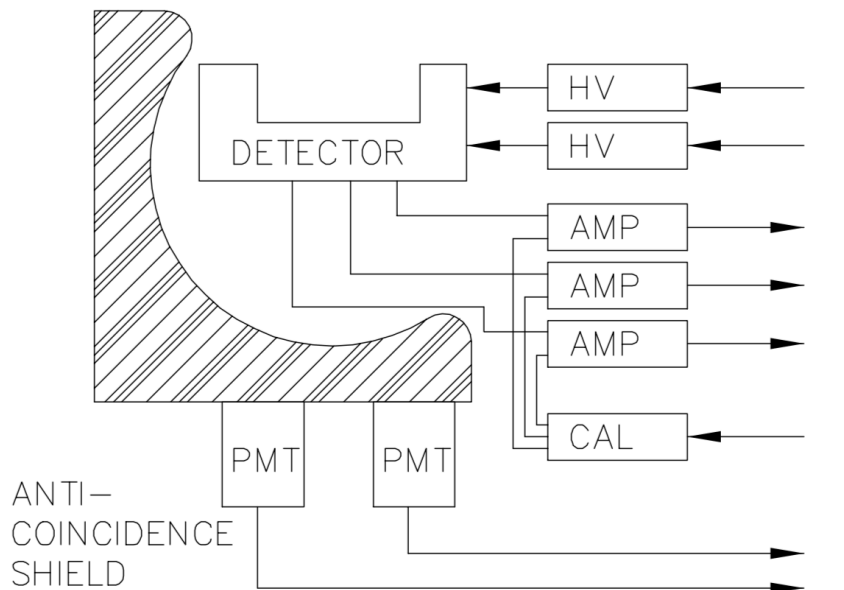 HV
DETECTOR
HV
AMP
AMP
AMP
CAL
PMT
PMT
ANTI-
COINCIDENCE
SHIELD